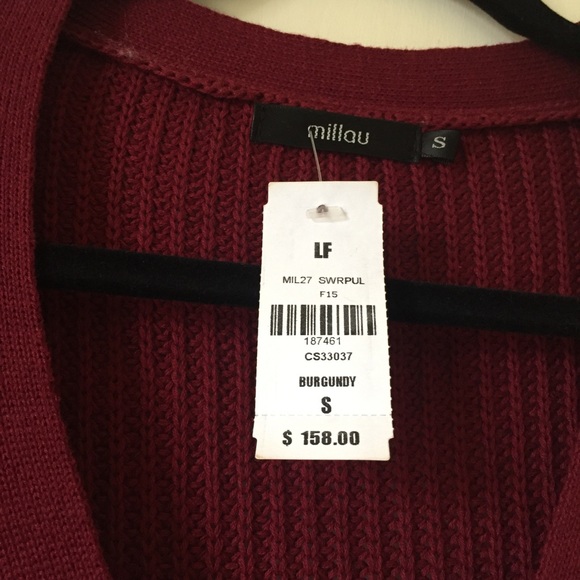 millau
S
LF
MIL27 SWRPUL
F15
187461
CS33037
BURGUNDY
S
$ 158.00